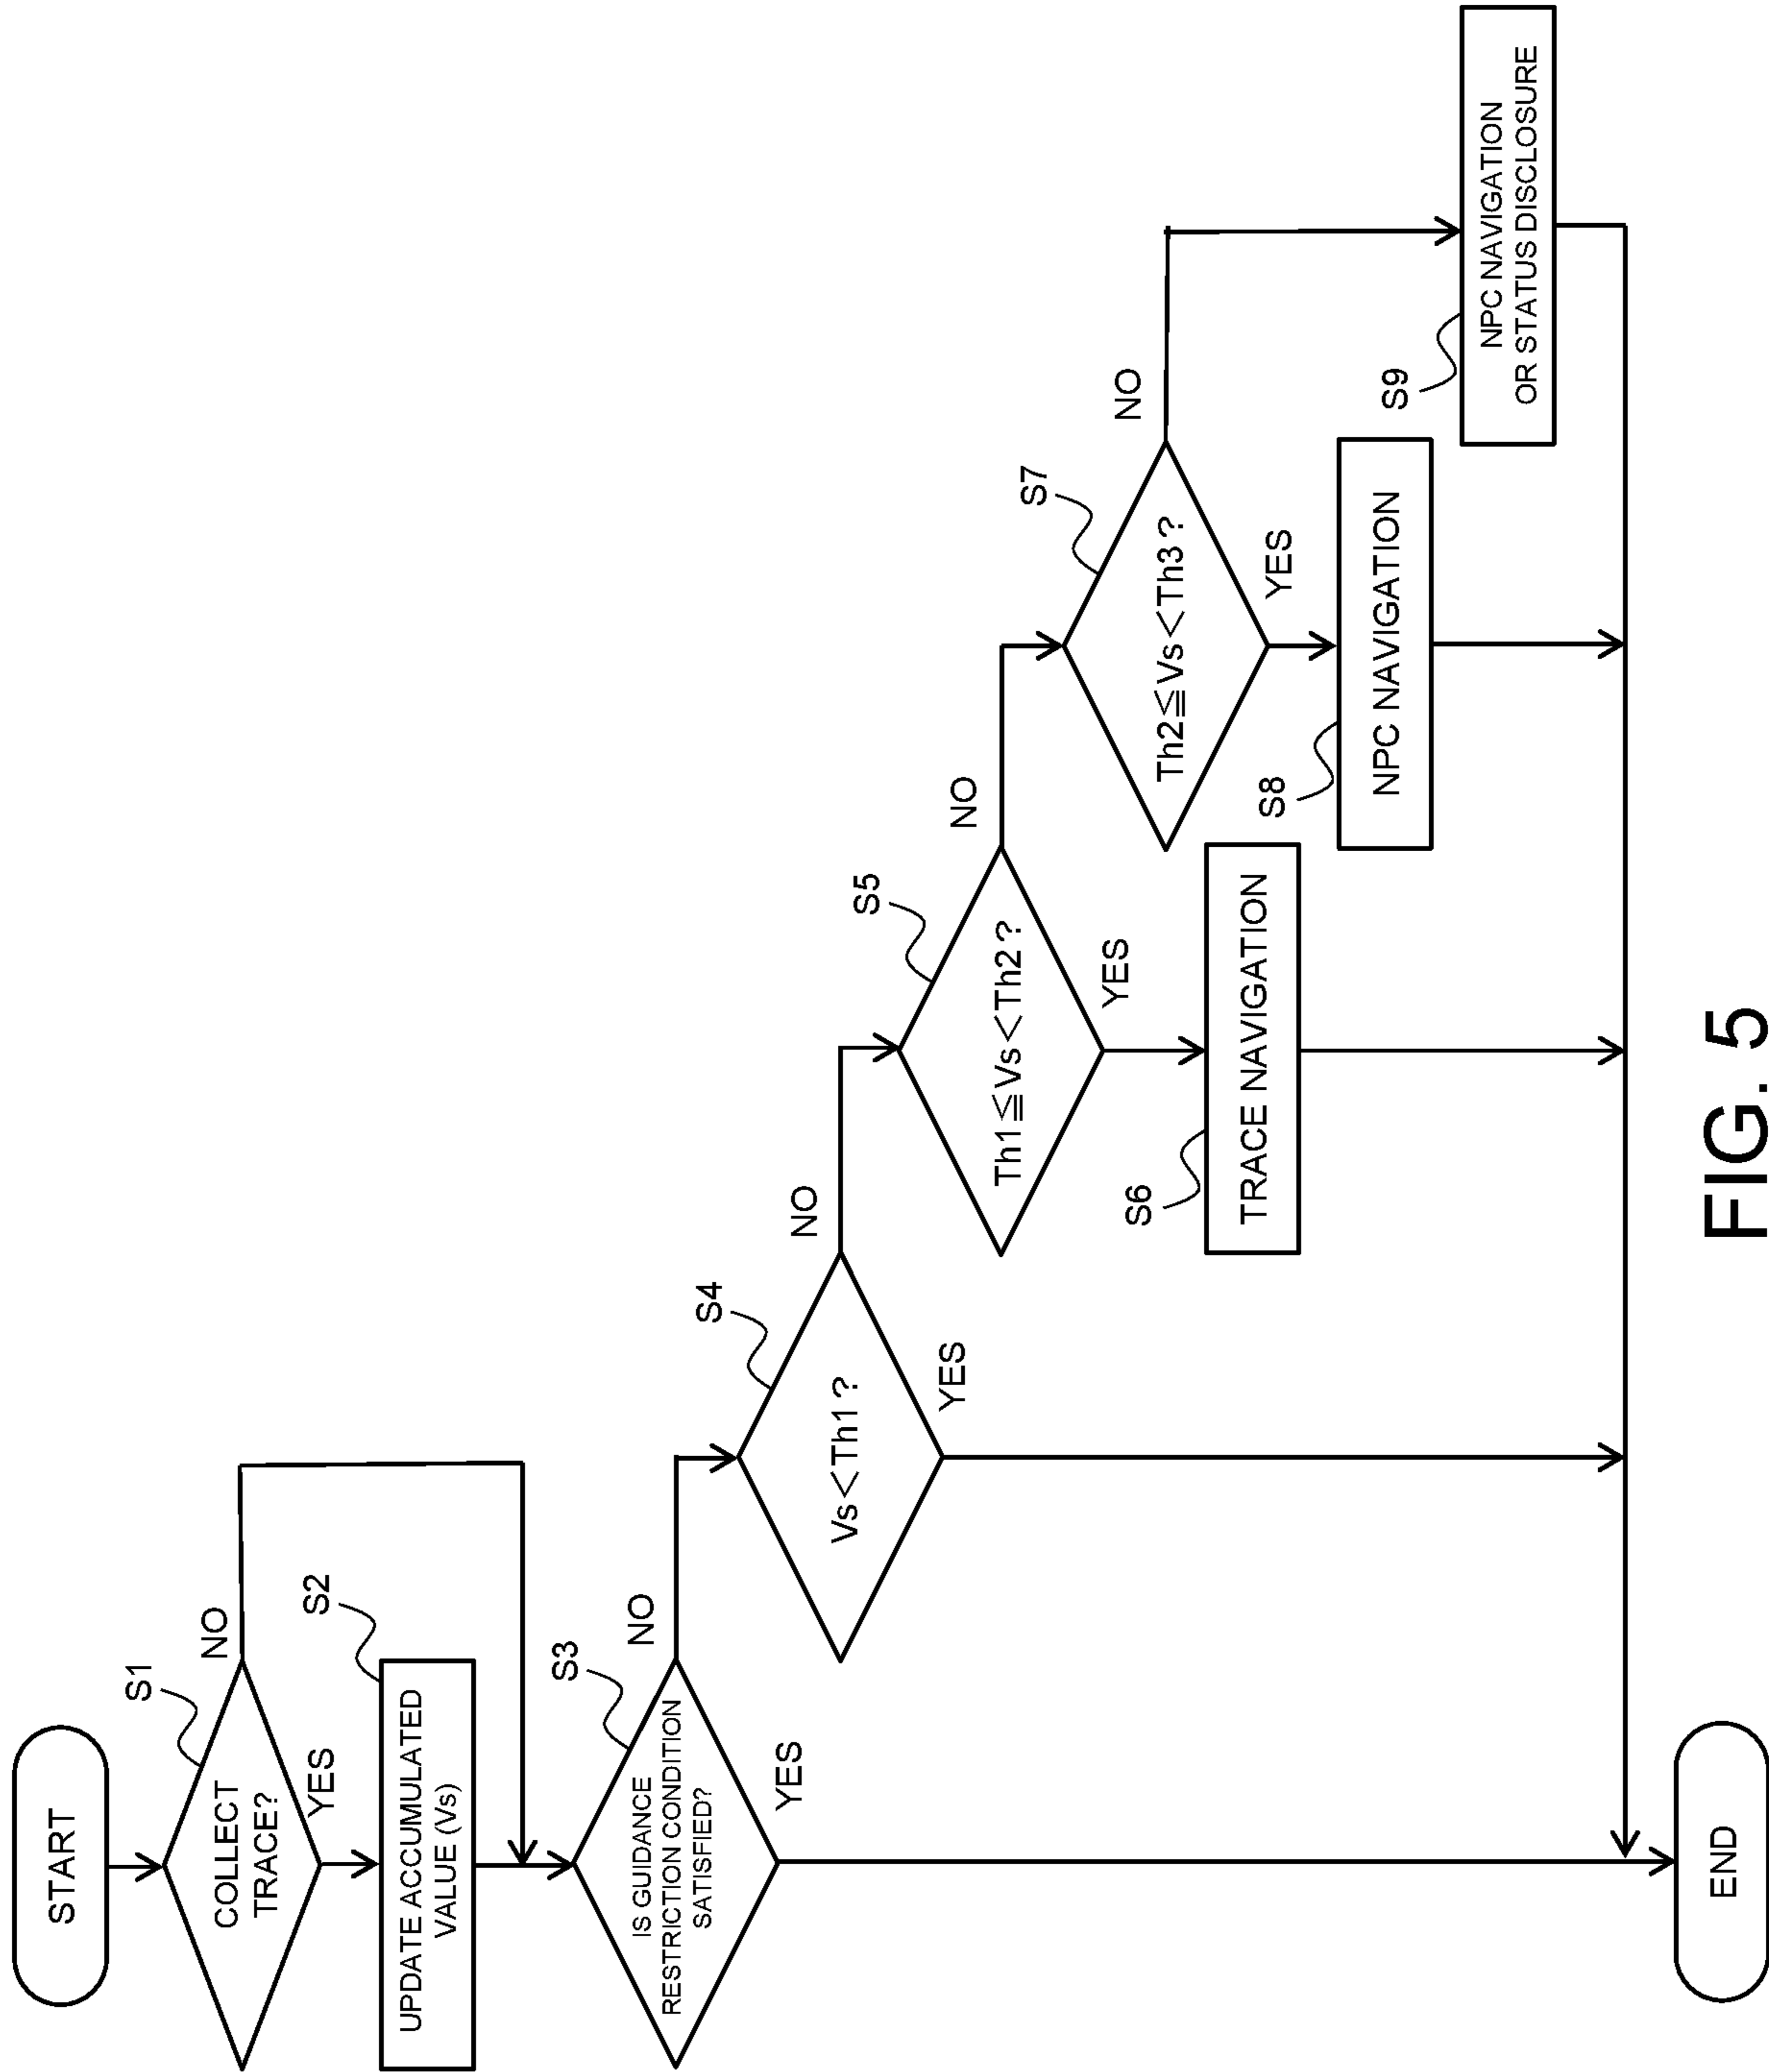 START
S1
COLLECT
TRACE?
NO
YES
S2
UPDATE ACCUMULATED
VALUE (Vs)
S3
IS GUIDANCE
RESTRICTION CONDITION
SATISFIED?
NO
YES
S4
Vs<Th1?
NO
YES
S5
Th1≦Vs<Th2?
NO
YES
S6
TRACE NAVIGATION
S7
Th2≦Vs<Th3?
NO
YES
S8
NPC NAVIGATION
S9
NPC NAVIGATION
OR STATUS DISCLOSURE
END
FIG. 5